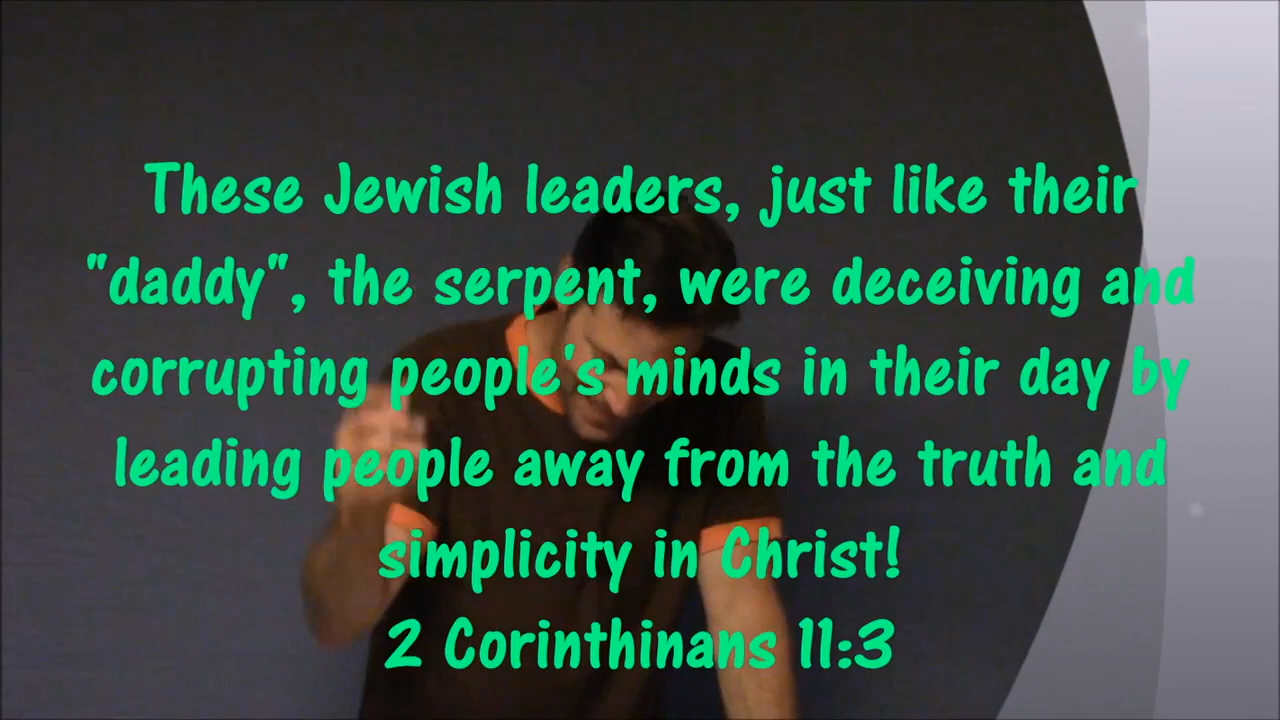 These Jewish leaders, just like their
"daddy", the serpent, were deceiving and
corrupting people's minds in their day by
leading people away from the truth and
simplicity in Christ!
2 Corinthinans 11:3